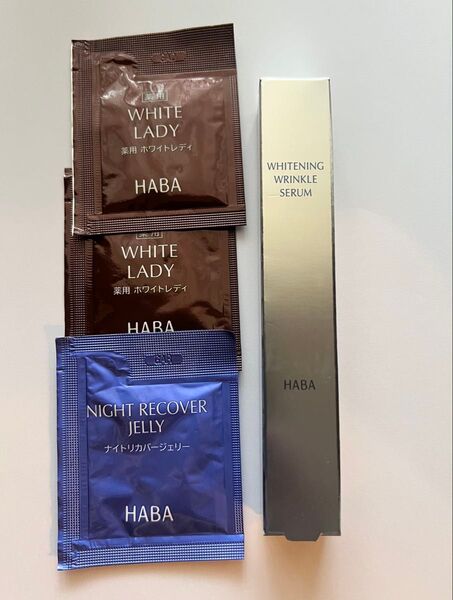 薬用
WHITE
LADY
薬用 ホワイトレディ
HABA
薬用
WHITE
LADY
薬用 ホワイトレディ
HABA
NIGHT RECOVER
JELLY
ナイトリカバージェリー
HABA
WHITENING
WRINKLE
SERUM
HABA